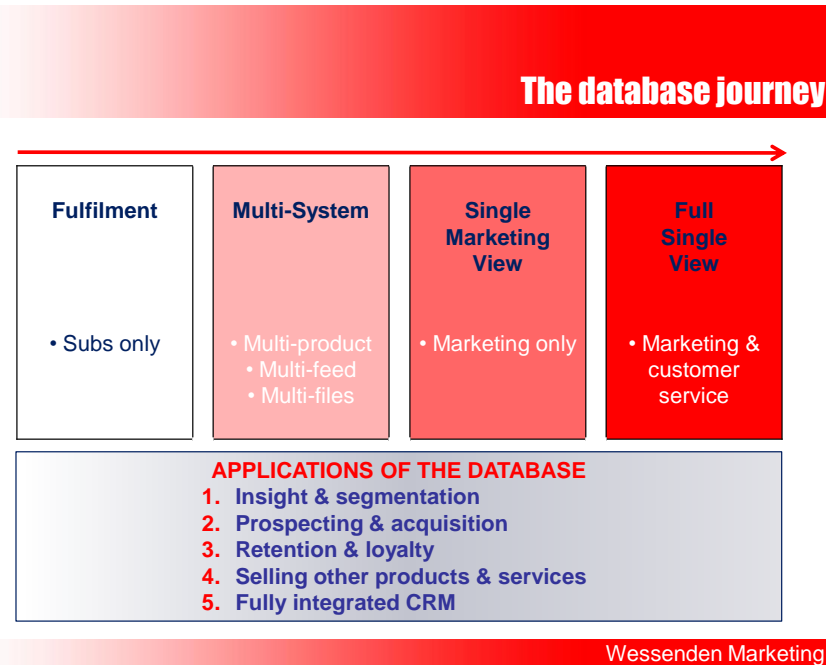 The database journey
Fulfilment
• Subs only
Multi-System
• Multi-product
• Multi-feed
• Multi-files
Single
Marketing
View
• Marketing only
Full
Single
View
• Marketing &
customer
service
APPLICATIONS OF THE DATABASE
1. Insight & segmentation
2. Prospecting & acquisition
3. Retention & loyalty
4. Selling other products & services
5. Fully integrated CRM
Wessenden Marketing